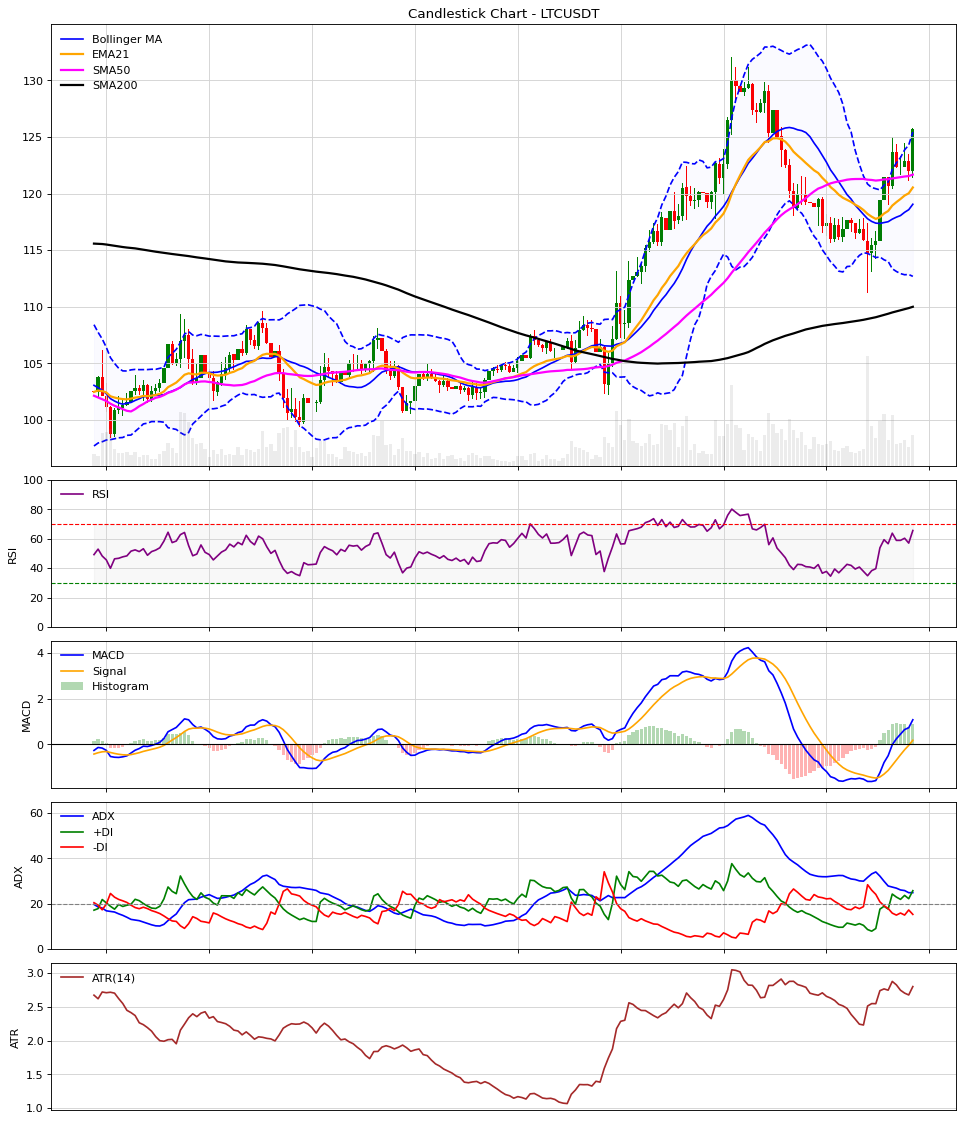 Candlestick Chart - LTCUSDT
Bollinger MA
EMA21
SMA50
SMA200
130
125
120
115
110
105
100
RSI
RSI
100
80
60
40
20
0
MACD
Signal
Histogram
MACD
4
2
0
ADX
+DI
-DI
ADX
60
40
20
0
ATR(14)
ATR
3.0
2.5
2.0
1.5
1.0